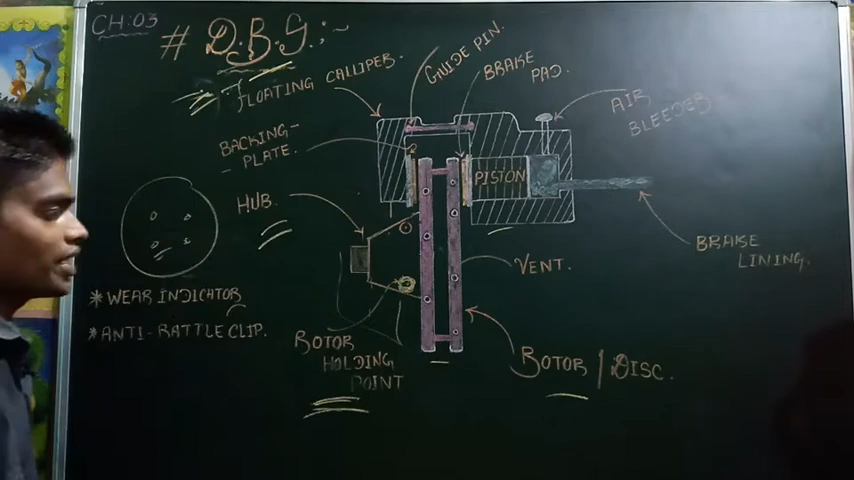 CH:03
# D.B.S.;-~
FLOATING CALLIPER.
GUIDE PIN.
BRAKE
PAD.
AIR
BLEEDER
BACKING-
- PLATE.
PISTON
HUB.
BRAKE
LINING.
VENT.
* WEAR INDICATOR
* ANTI-RATTLE CLIP.
ROTOR
HOLDING
POINT
ROTOR / DISC.